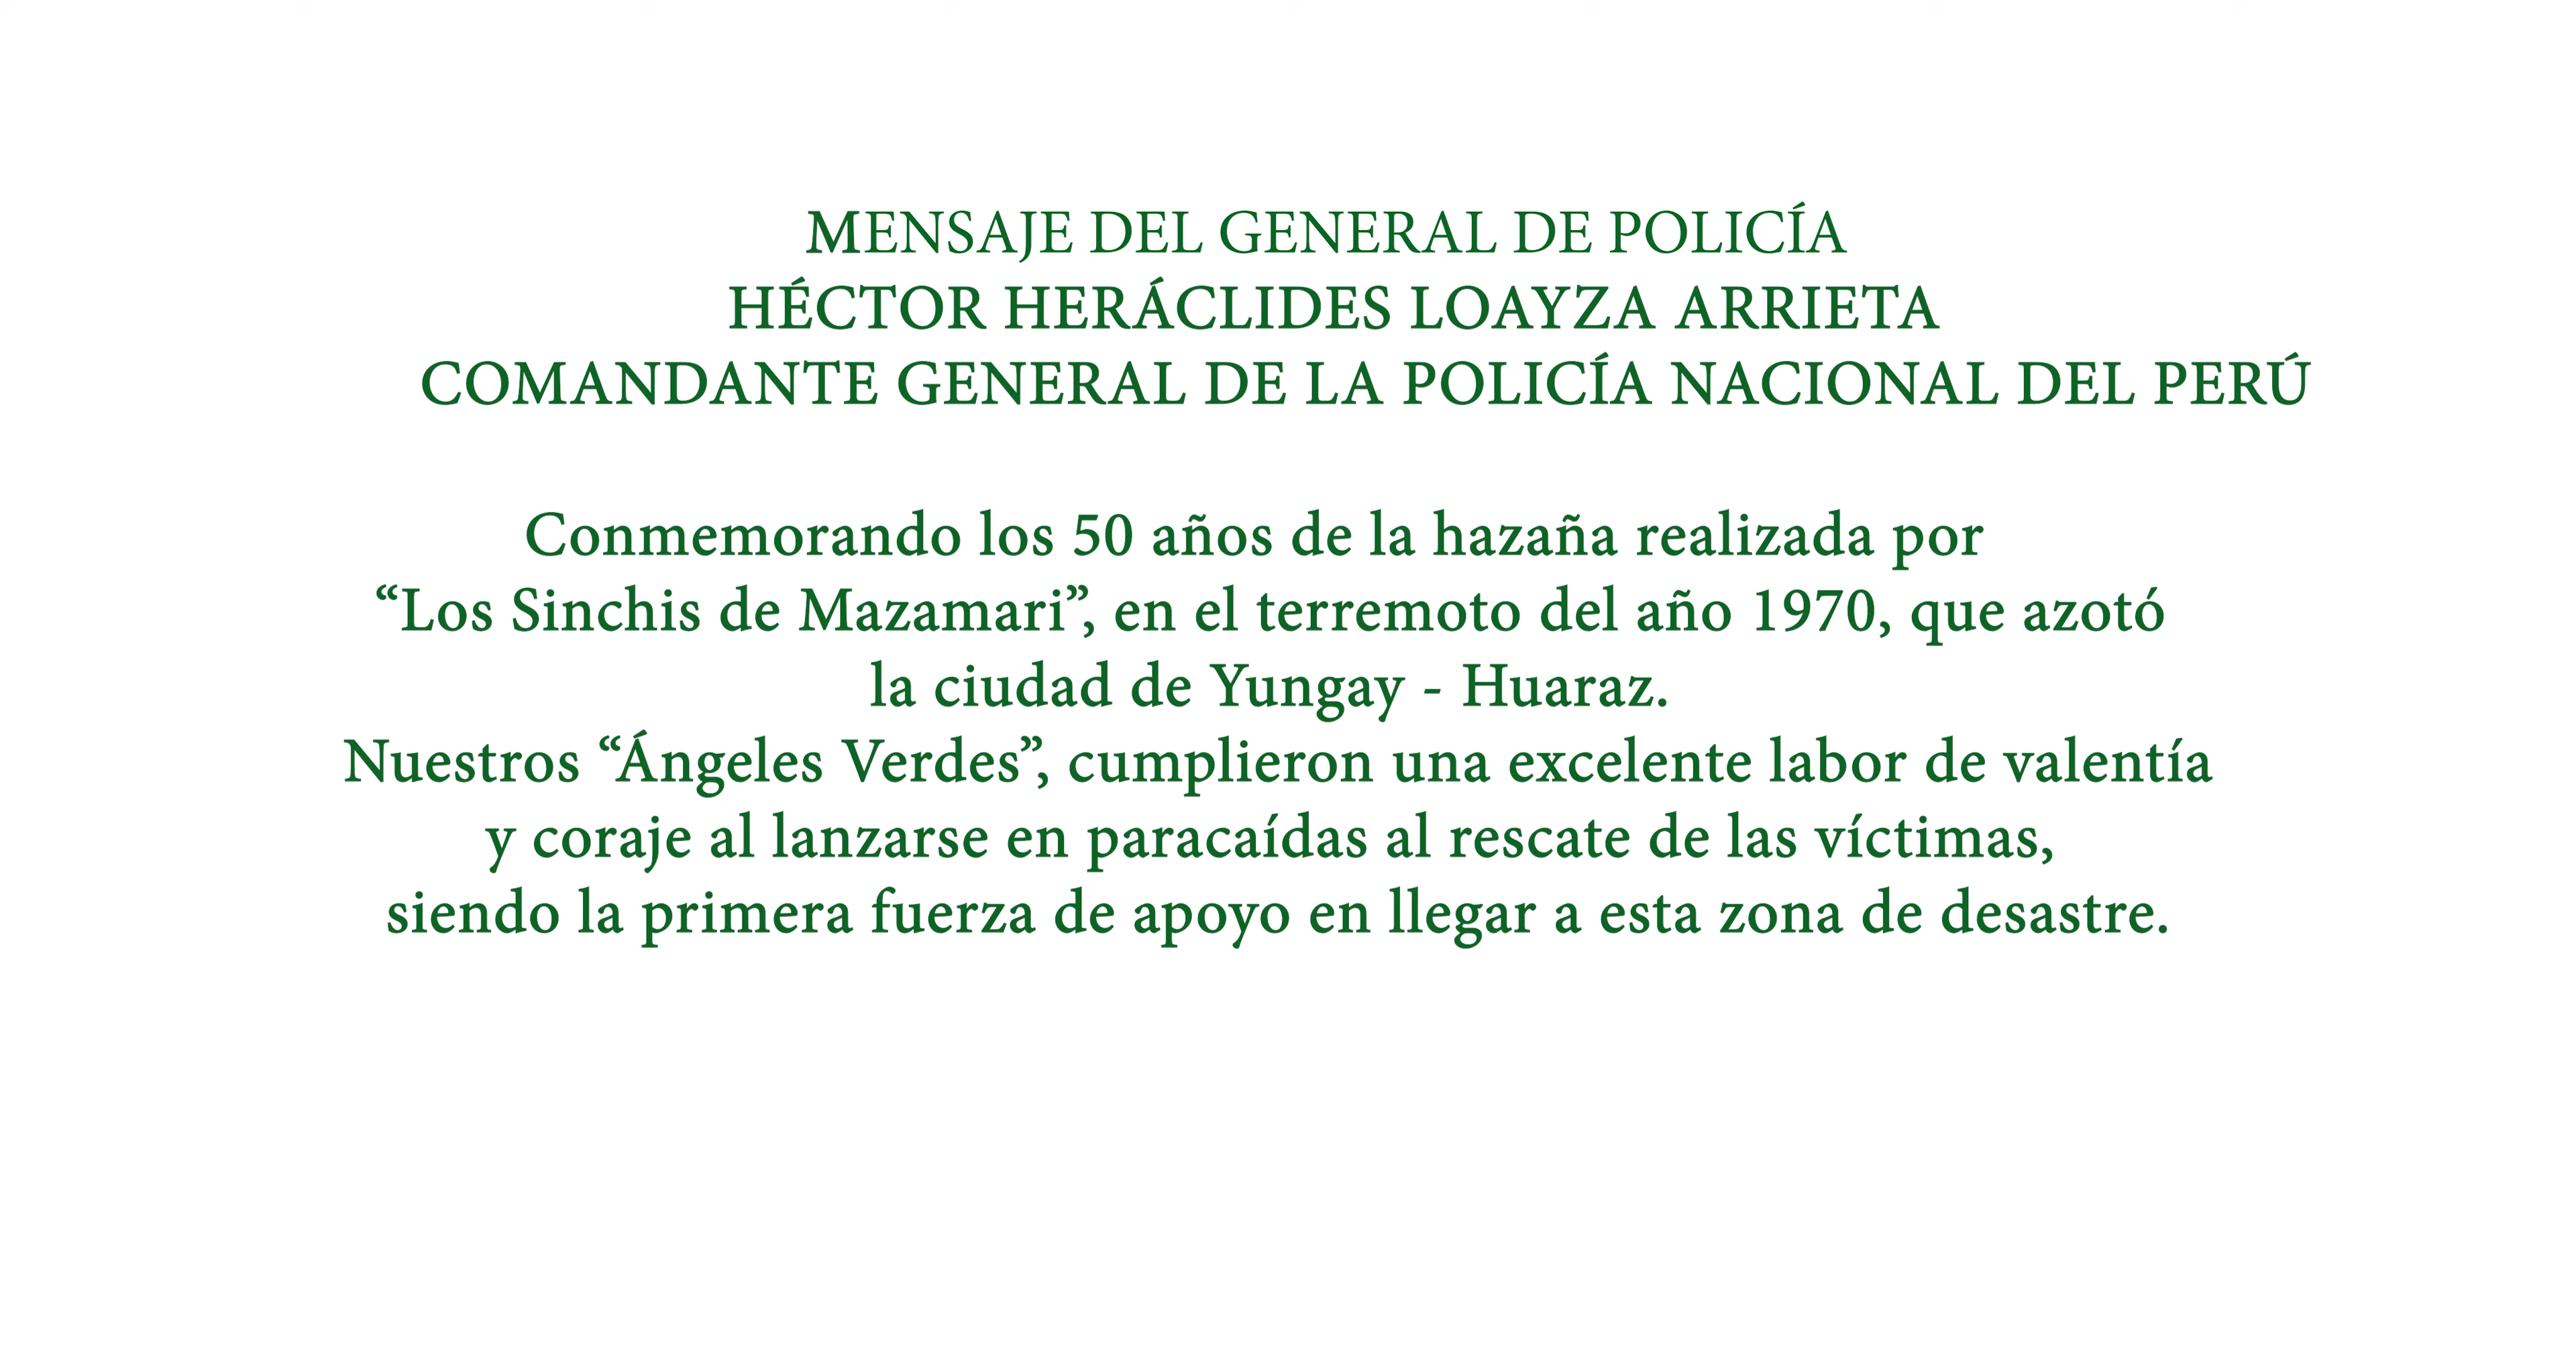 MENSAJE DEL GENERAL DE POLICÍA
HÉCTOR HERÁCLIDES LOAYZA ARRIETA
COMANDANTE GENERAL DE LA POLICÍA NACIONAL DEL PERÚ
Conmemorando los 50 años de la hazaña realizada por
“Los Sinchis de Mazamari”, en el terremoto del año 1970, que azotó
la ciudad de Yungay - Huaraz.
Nuestros “Ángeles Verdes”, cumplieron una excelente labor de valentía
y coraje al lanzarse en paracaídas al rescate de las víctimas,
siendo la primera fuerza de apoyo en llegar a esta zona de desastre.